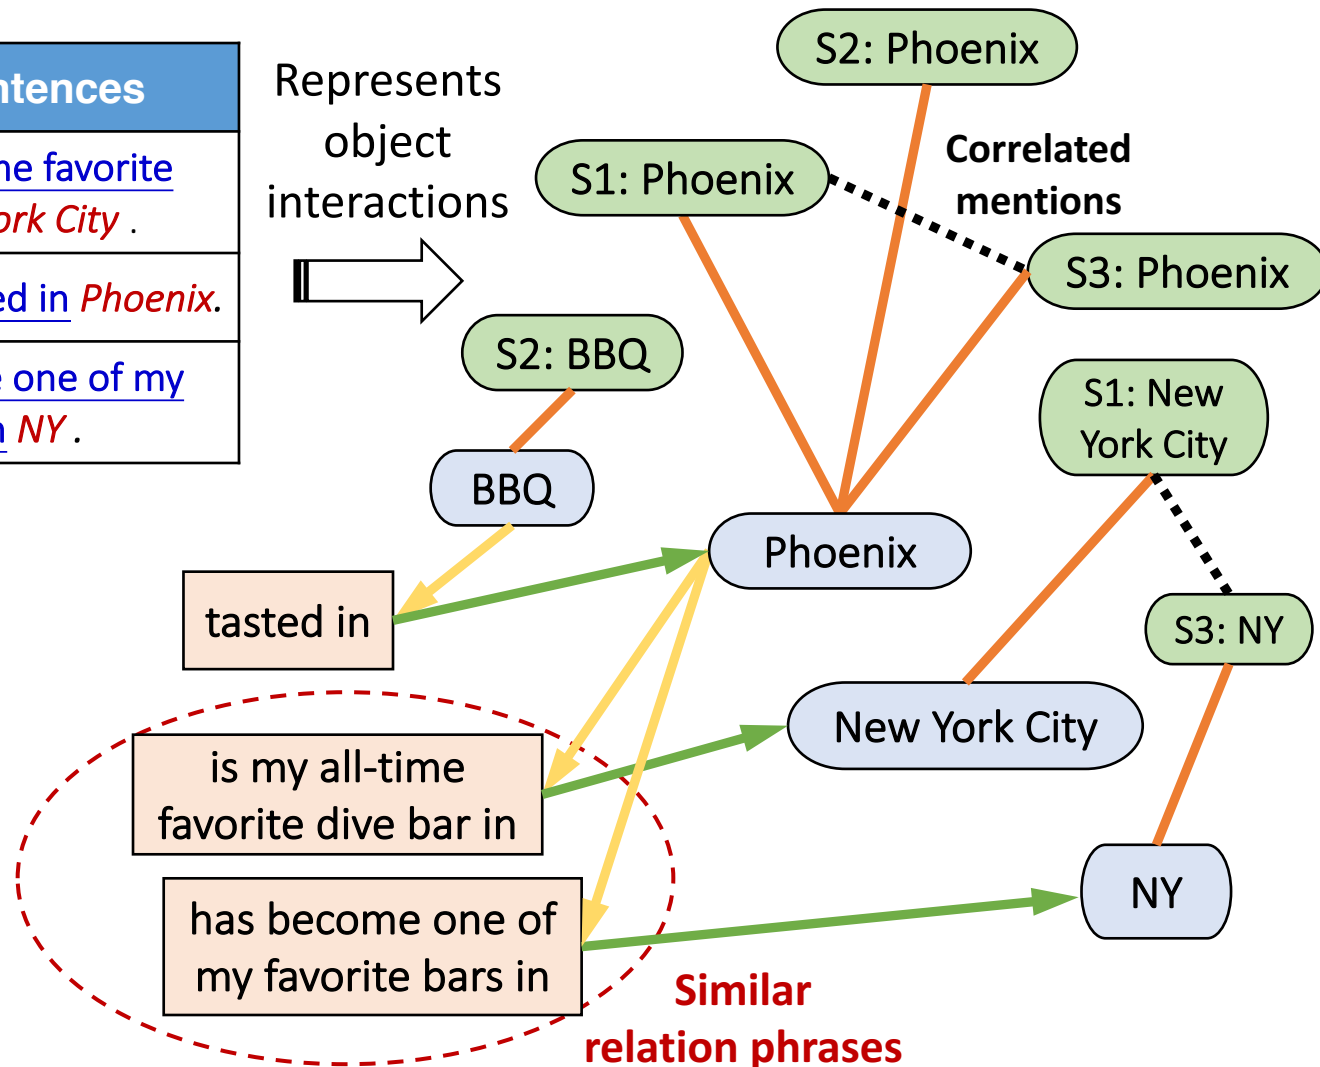 ntences
ne favorite
ork City .
ed in Phoenix.
e one of my
n NY .
Represents
object
interactions
S2: Phoenix
S1: Phoenix
Correlated
mentions
S3: Phoenix
S2: BBQ
S1: New
York City
BBQ
Phoenix
tasted in
S3: NY
New York City
is my all-time
favorite dive bar in
has become one of
my favorite bars in
NY
Similar
relation phrases